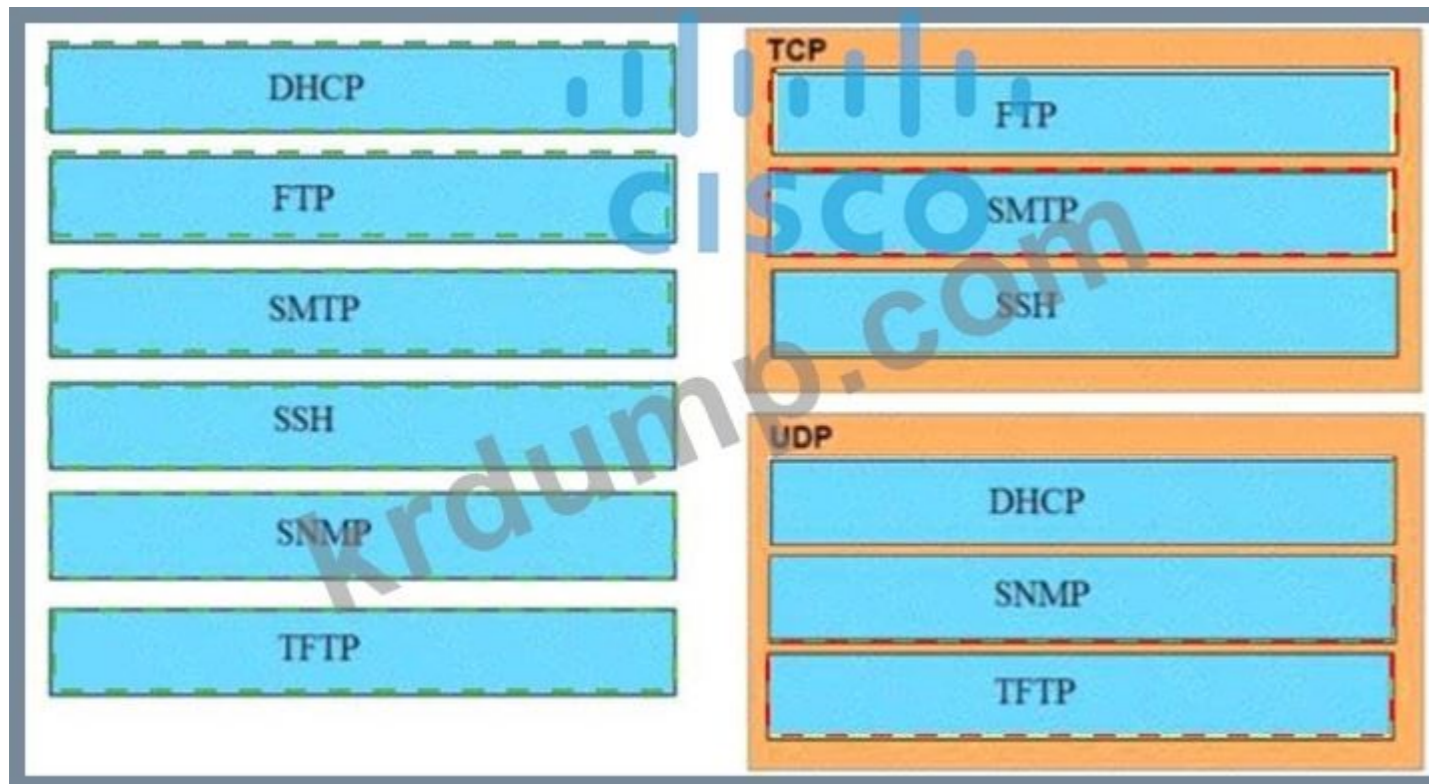 DHCP
FTP
SMTP
SSH
SNMP
TFTP
TCP
FTP
SMTP
SSH
UDP
DHCP
SNMP
TFTP
CISCO
krdump.com